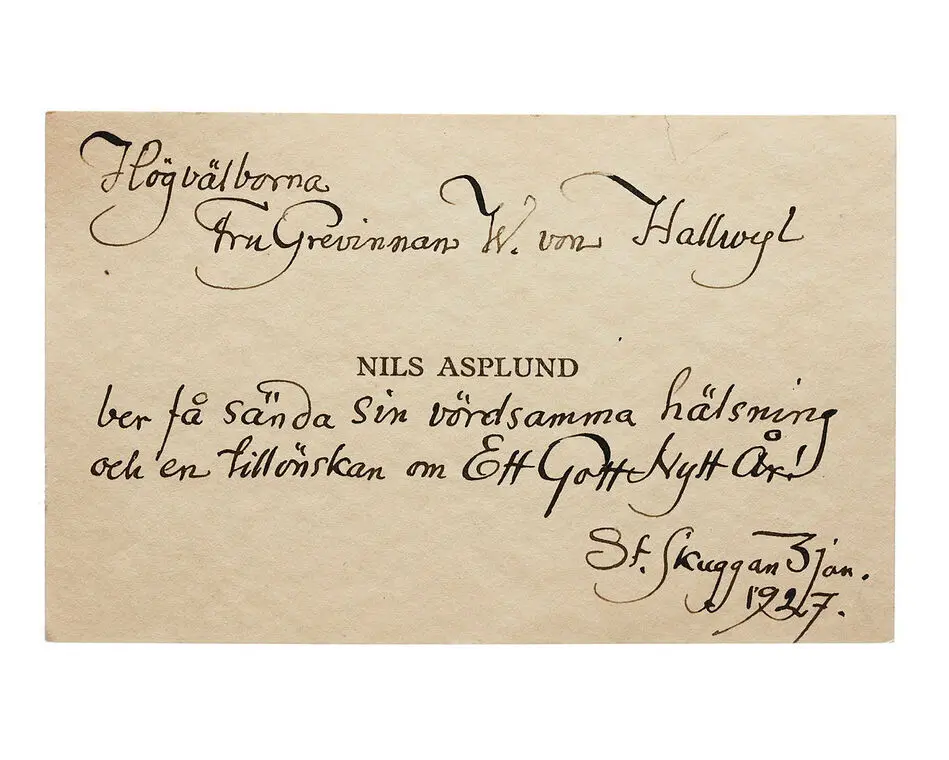 Högvälborna
Fru Grevinnan W. von Hallwyl
NILS ASPLUND
ber få sända sin vördsamma hälsning
och en tillönskan om Ett Gott Nytt År!
St. Skuggan 3 jan.
1927.